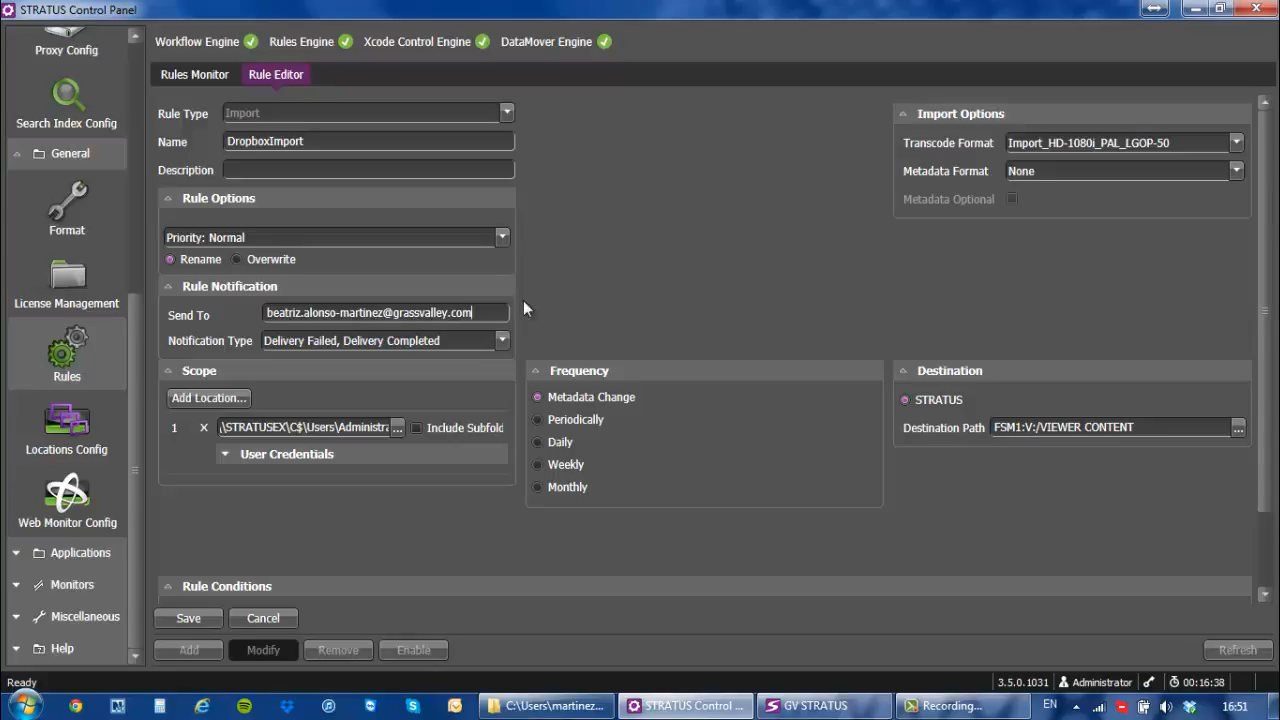 STRATUS Control Panel
Proxy Config
Search Index Config
General
Format
License Management
Rules
Locations Config
Web Monitor Config
Applications
Monitors
Miscellaneous
Help
Workflow Engine
Rules Engine
Xcode Control Engine
DataMover Engine
Rules Monitor
Rule Editor
Rule Type
Import
Name
DropboxImport
Description
Rule Options
Priority: Normal
Rename
Overwrite
Rule Notification
Send To
beatriz.alonso-martinez@grassvalley.com
Notification Type
Delivery Failed, Delivery Completed
Scope
Add Location...
1 X \STRATUSEX\C$\Users\Administra ... Include Subfold
User Credentials
Frequency
Metadata Change
Periodically
Daily
Weekly
Monthly
Import Options
Transcode Format
Import_HD-1080i_PAL_LGOP-50
Metadata Format
None
Metadata Optional
Destination
STRATUS
Destination Path
FSM1:V:/VIEWER CONTENT
...
Rule Conditions
Save
Cancel
Add
Modify
Remove
Enable
Refresh
Ready
3.5.0.1031
Administrator
00:16:38
C:\Users\martinez...
STRATUS Control ...
GV STRATUS
Recording...
EN
16:51